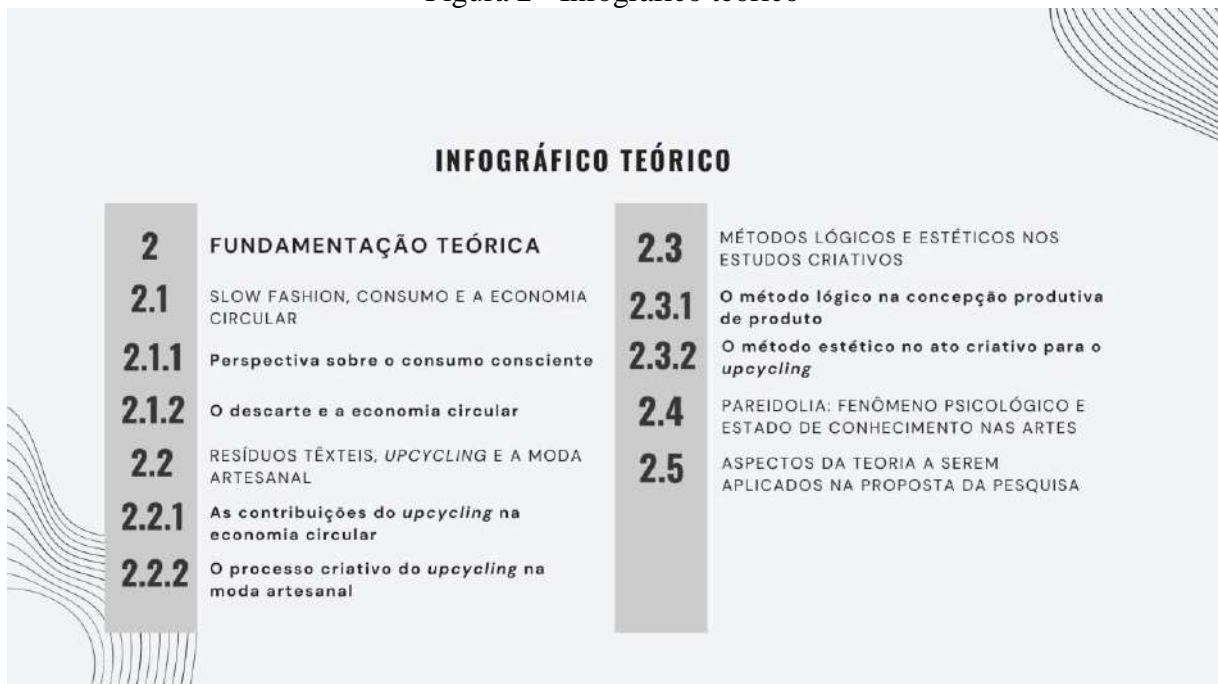 Figura 2 - Infográfico teórico
INFOGRÁFICO TEÓRICO
2
FUNDAMENTAÇÃO TEÓRICA
2.1
SLOW FASHION, CONSUMO E A ECONOMIA
CIRCULAR
2.1.1
Perspectiva sobre o consumo consciente
2.1.2
O descarte e a economia circular
2.2
RESÍDUOS TÊXTEIS, UPCYCLING E A MODA
ARTESANAL
2.2.1
As contribuições do upcycling na
economia circular
2.2.2
O processo criativo do upcycling na
moda artesanal
2.3
MÉTODOS LÓGICOS E ESTÉTICOS NOS
ESTUDOS CRIATIVOS
2.3.1
O método lógico na concepção produtiva
de produto
2.3.2
O método estético no ato criativo para o
upcycling
2.4
PAREIDOLIA: FENÔMENO PSICOLÓGICO E
ESTADO DE CONHECIMENTO NAS ARTES
2.5
ASPECTOS DA TEORIA A SEREM
APLICADOS NA PROPOSTA DA PESQUISA